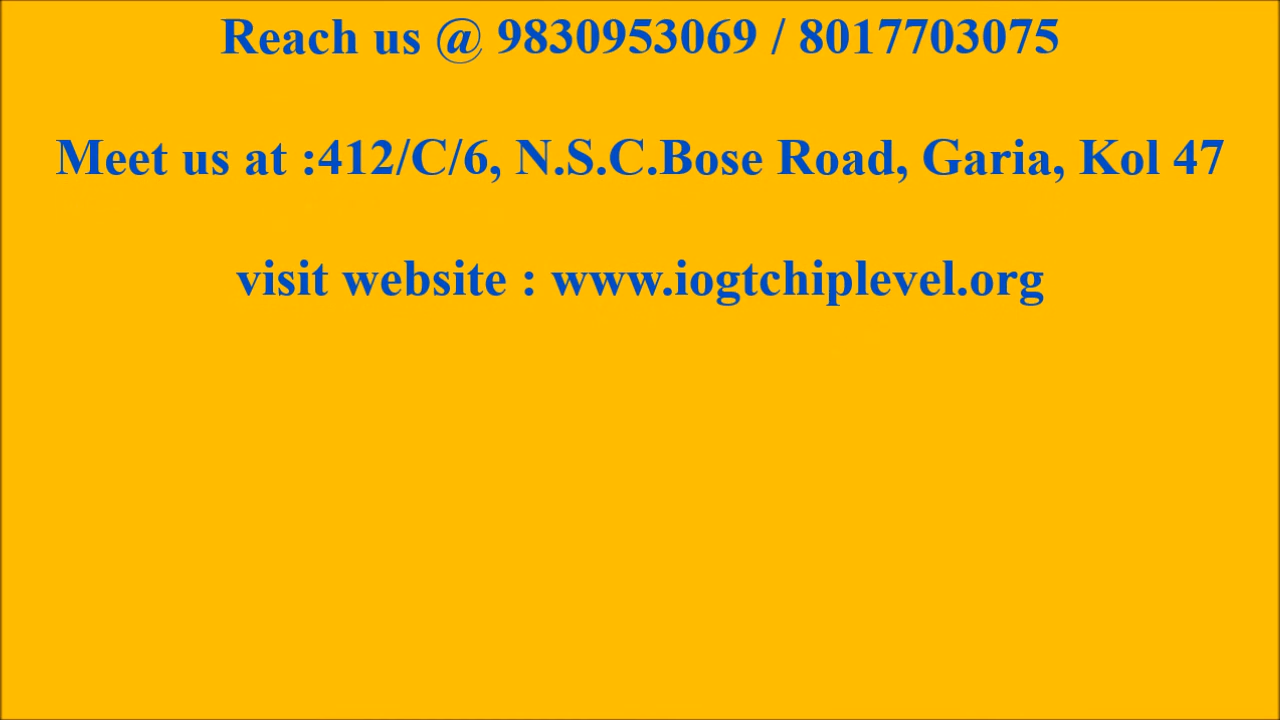 Reach us @ 9830953069 / 8017703075
Meet us at :412/C/6, N.S.C.Bose Road, Garia, Kol 47
visit website : www.iogtchiplevel.org